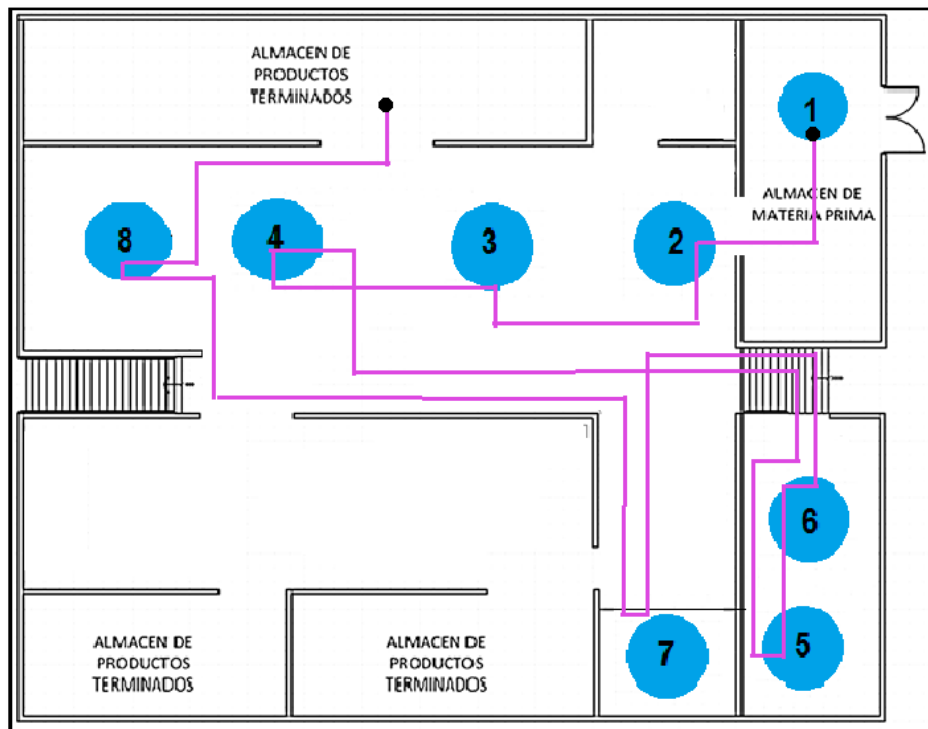 ALMACEN DE
PRODUCTOS
TERMINADOS
1
ALMACEN DE
MATERIA PRIMA
8
4
3
2
6
5
7
ALMACEN DE
PRODUCTOS
TERMINADOS
ALMACEN DE
PRODUCTOS
TERMINADOS